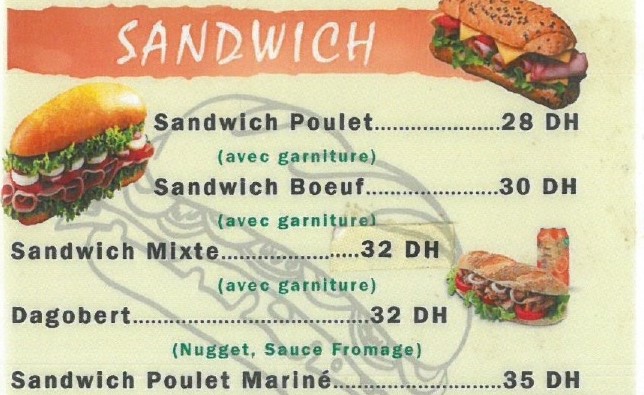 SANDWICH
Sandwich Poulet.....................28 DH
(avec garniture)
Sandwich Boeuf......................30 DH
(avec garniture)
Sandwich Mixte.......................32 DH
(avec garniture)
Dagobert.......................................32 DH
(Nugget, Sauce Fromage)
Sandwich Poulet Mariné............................35 DH